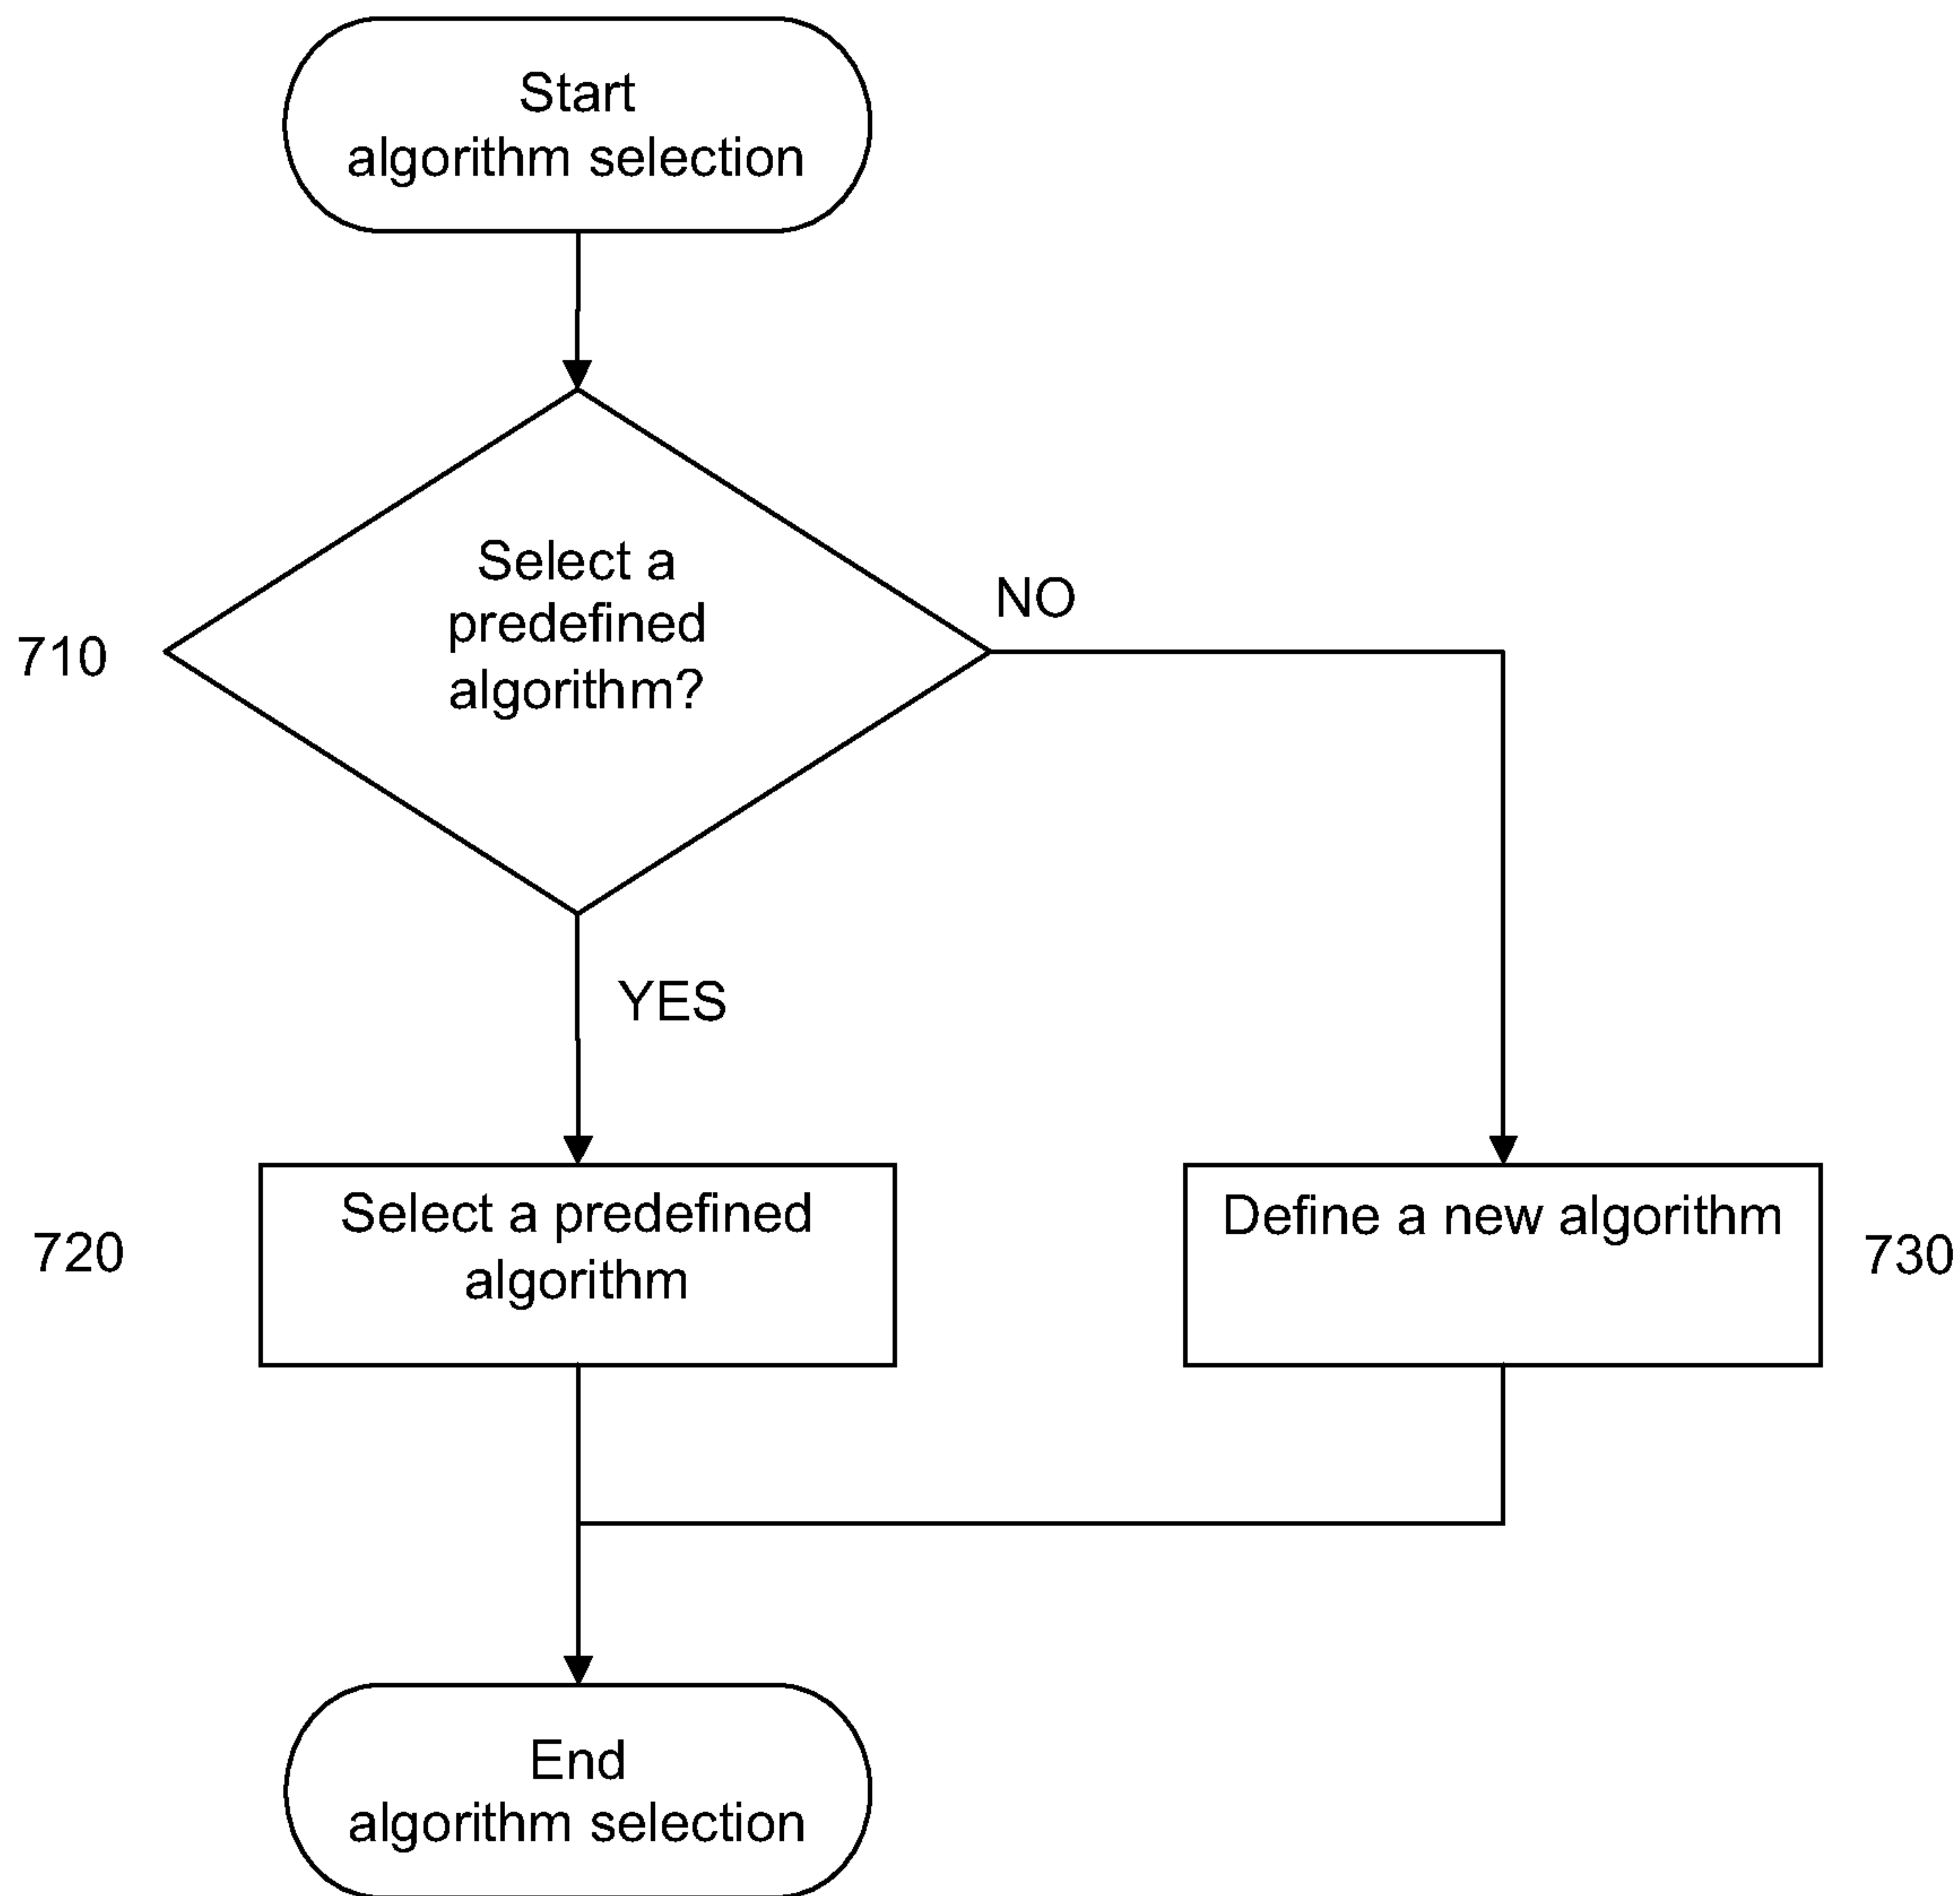 Start
algorithm selection
Select a
predefined
algorithm?
NO
710
YES
Select a predefined
algorithm
720
Define a new algorithm
730
End
algorithm selection